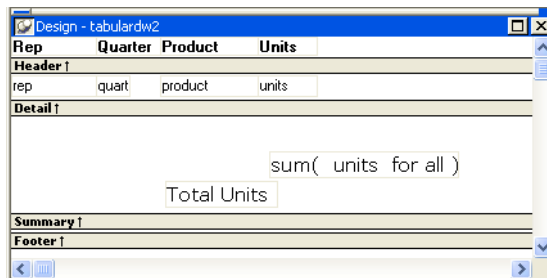 Design - tabulardw2
Rep Quarter Product Units
Header ↑
rep quart product units
Detail ↑
sum( units for all )
Total Units
Summary ↑
Footer ↑